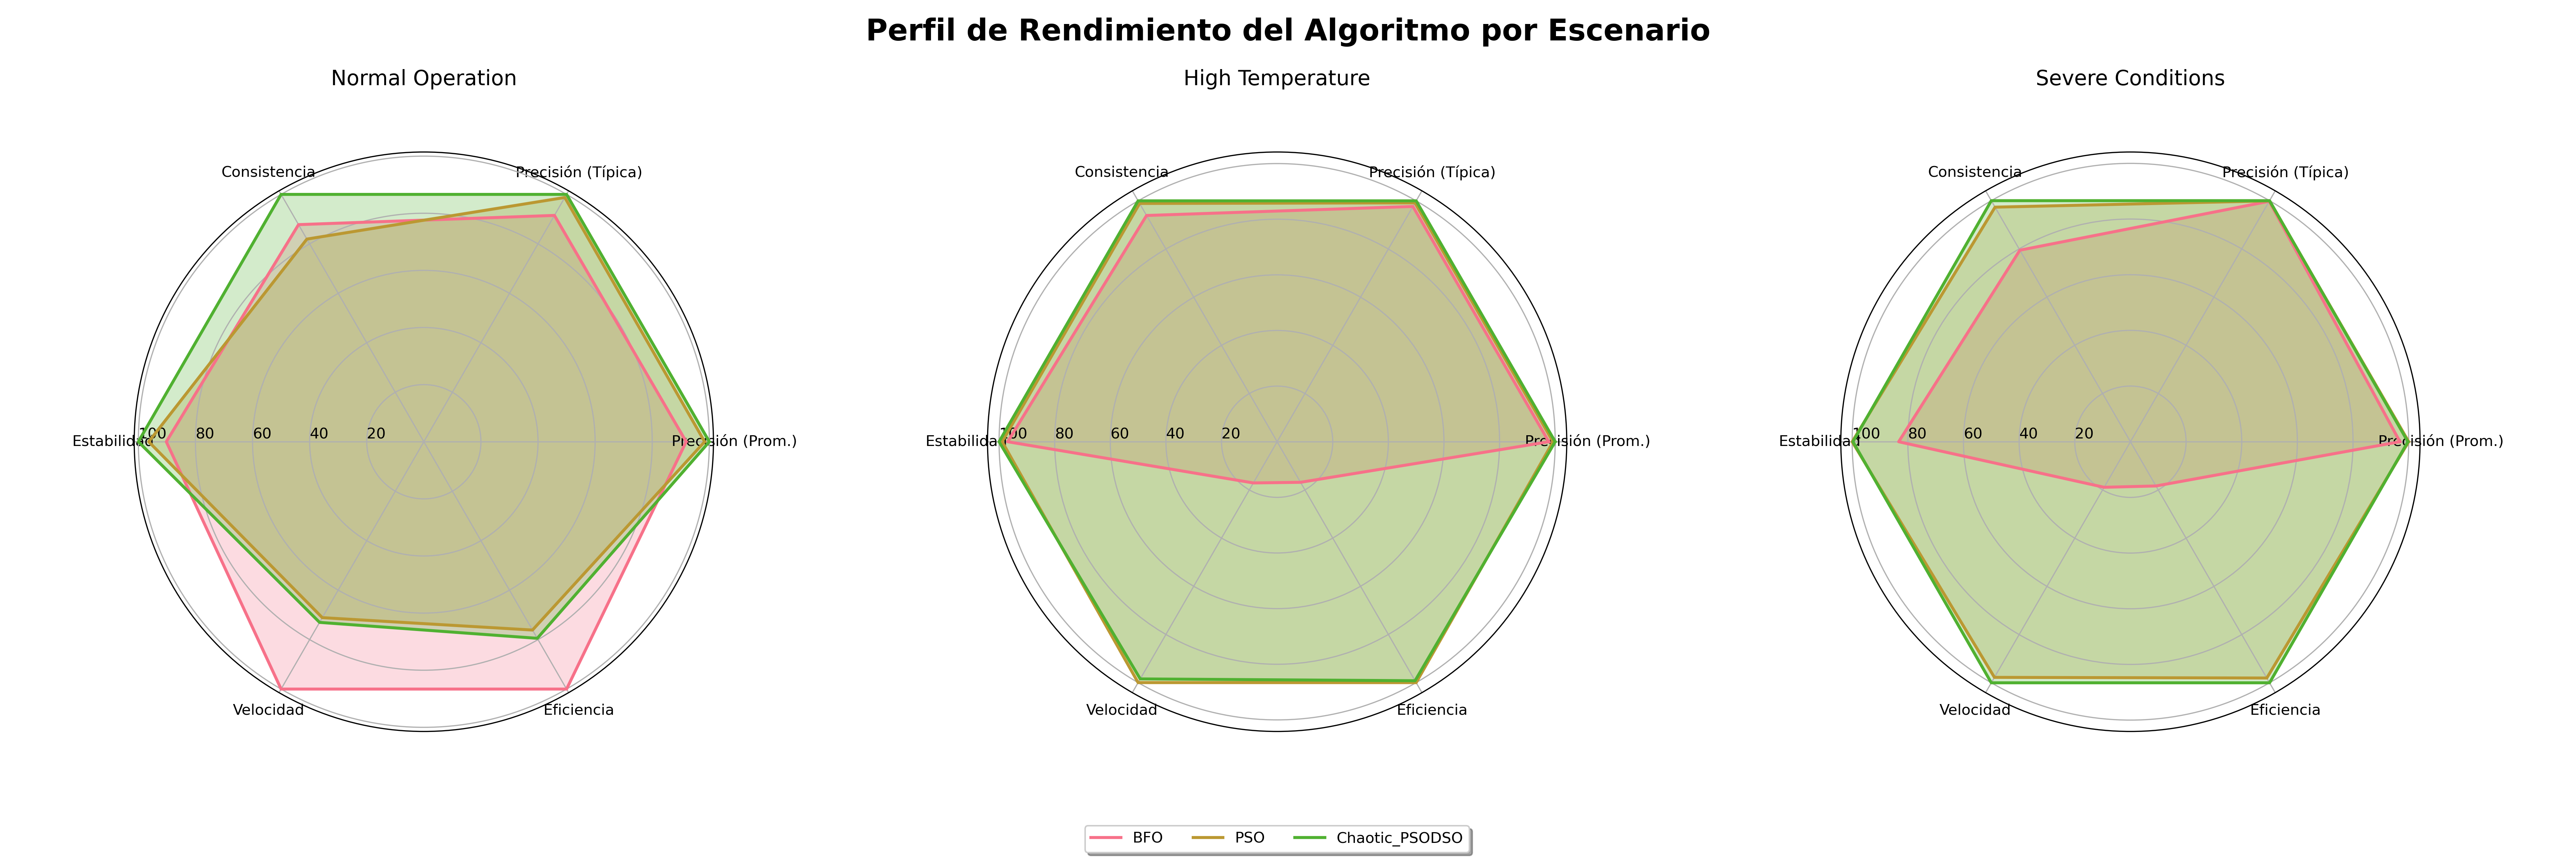 Perfil de Rendimiento del Algoritmo por Escenario
Normal Operation
Consistencia
Precisión (Típica)
Estabilidad
100
80
60
40
20
Precisión (Prom.)
Velocidad
Eficiencia
High Temperature
Consistencia
Precisión (Típica)
Estabilidad
100
80
60
40
20
Precisión (Prom.)
Velocidad
Eficiencia
Severe Conditions
Consistencia
Precisión (Típica)
Estabilidad
100
80
60
40
20
Precisión (Prom.)
Velocidad
Eficiencia
BFO
PSO
Chaotic_PSODSO